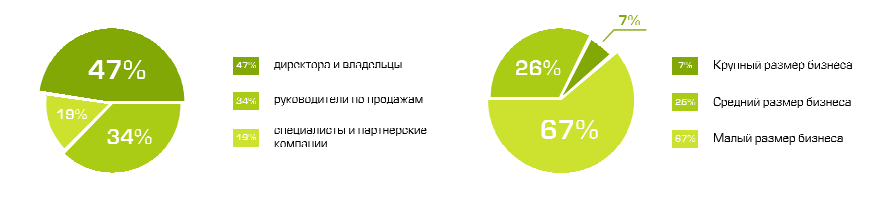 47%
19%
34%
47% директора и владельцы
34% руководители по продажам
19% специалисты и партнерские
компании
7%
26%
67%
7% Крупный размер бизнеса
26% Средний размер бизнеса
67% Малый размер бизнеса